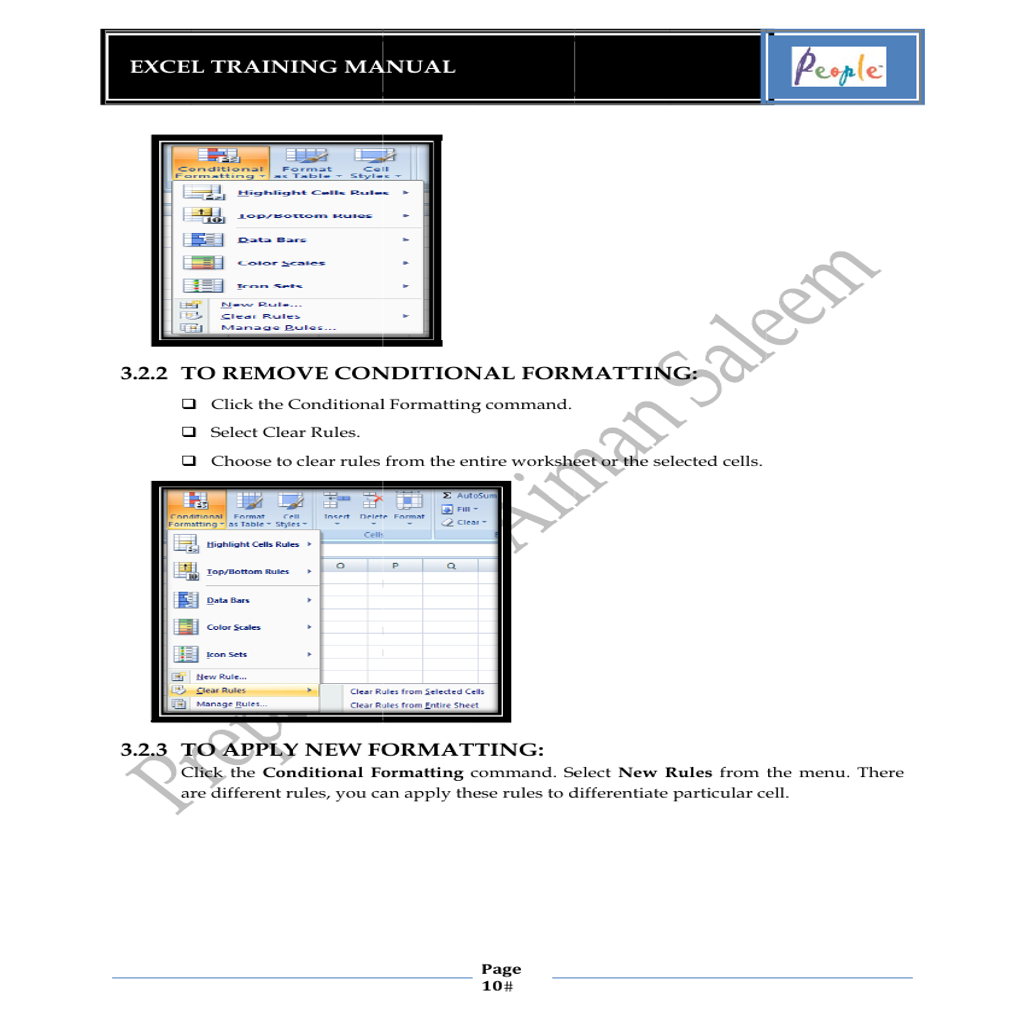 EXCEL TRAINING MANUAL
People
Conditional Formatting
Format as Table
Cell Styles
Highlight Cells Rules
Top/Bottom Rules
Data Bars
Color Scales
Icon Sets
New Rule...
Clear Rules
Manage Rules...
3.2.2 TO REMOVE CONDITIONAL FORMATTING:
❑ Click the Conditional Formatting command.
❑ Select Clear Rules.
❑ Choose to clear rules from the entire worksheet or the selected cells.
Conditional Formatting
Format as Table
Cell Styles
Insert
Delete
Format
Σ AutoSum
Fill
Clear
Cells
Highlight Cells Rules
Top/Bottom Rules
Data Bars
Color Scales
Icon Sets
New Rule...
Clear Rules
Manage Rules...
O P Q
Clear Rules from Selected Cells
Clear Rules from Entire Sheet
3.2.3 TO APPLY NEW FORMATTING:
Click the Conditional Formatting command. Select New Rules from the menu. There
are different rules, you can apply these rules to differentiate particular cell.
Aiman Saleem
Page
10#